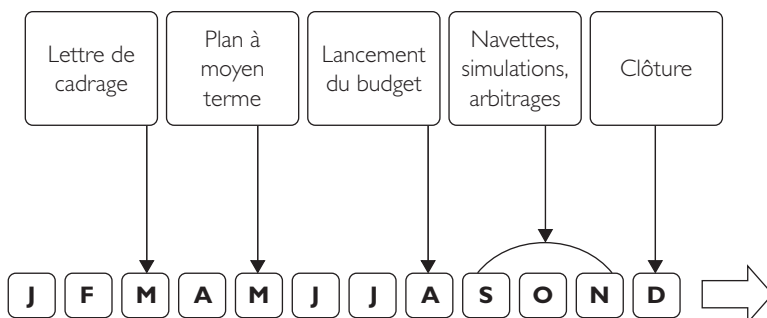 Lettre de
cadrage
Plan à
moyen
terme
Lancement
du budget
Navettes,
simulations,
arbitrages
Clôture
J F M A M J J A S O N D